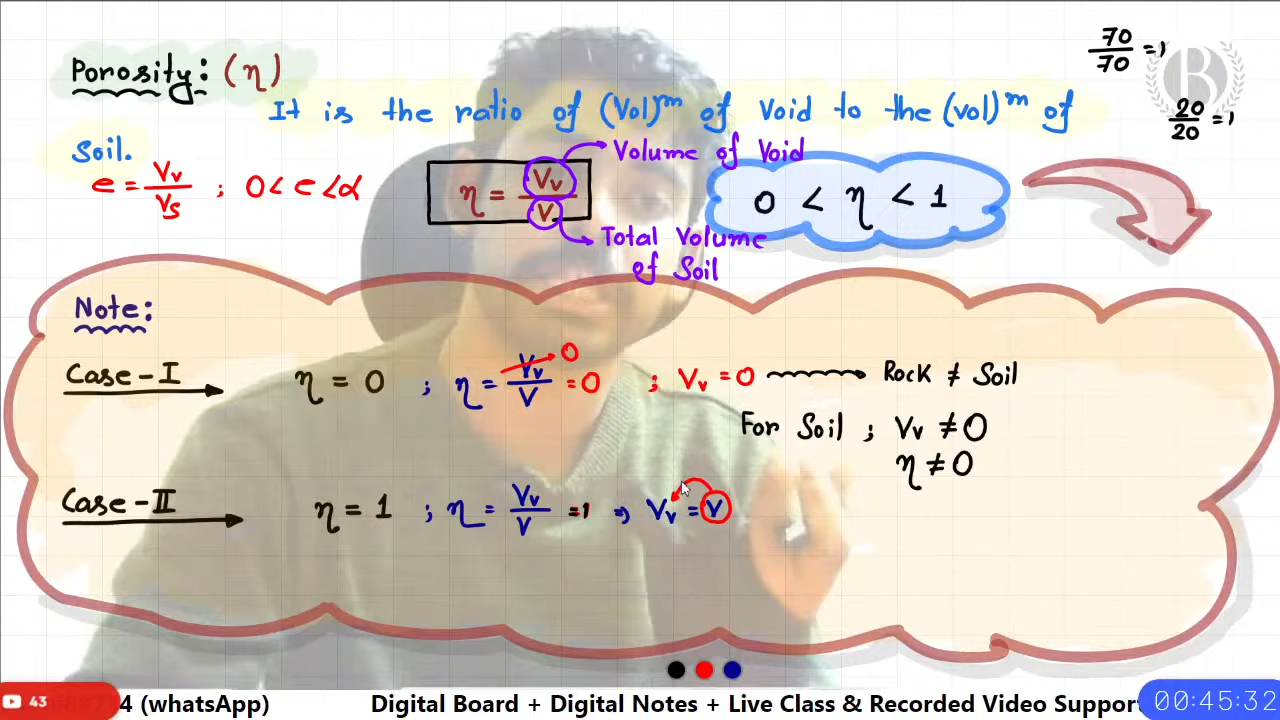 Porosity: (η)
70/70 = 1
It is the ratio of (Vol)ᵐ of Void to the (vol)ᵐ of
20/20 = 1
Soil.
Volume of Void
e = Vᵥ/Vₛ ; 0 < e < α
η = Vᵥ/V
0 < η < 1
Total Volume
of Soil
Note:
Case-I η = 0 ; η = Vᵥ/V = 0 ; Vᵥ = 0 Rock ≠ Soil
0
For Soil ; Vᵥ ≠ 0
η ≠ 0
Case-II η = 1 ; η = Vᵥ/V = 1 ⇒ Vᵥ = V
43
4 (whatsApp) Digital Board + Digital Notes + Live Class & Recorded Video Suppor
00:45:32